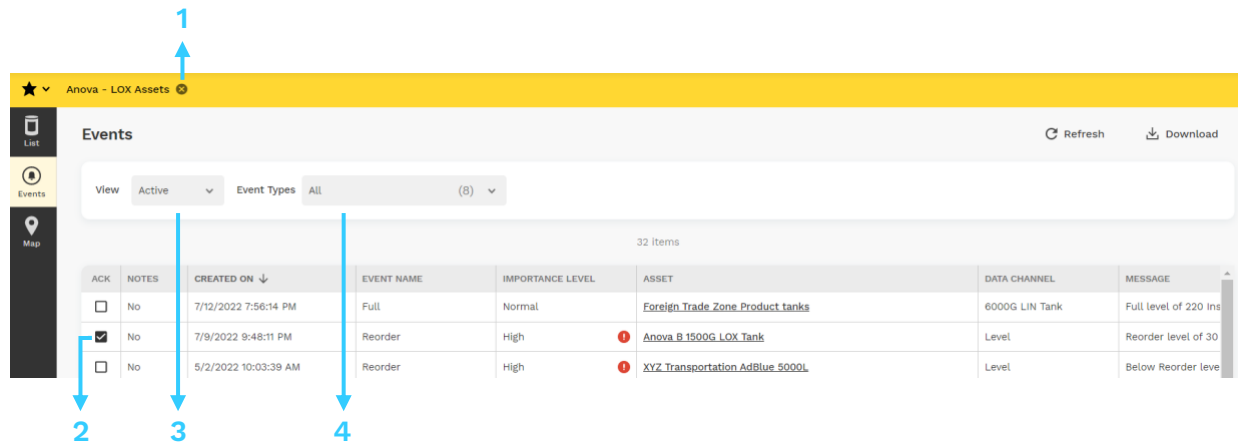 1
Anova - LOX Assets
List
Events
Refresh
Download
Events
View Active Event Types All (8)
Map
32 items
ACK NOTES CREATED ON EVENT NAME IMPORTANCE LEVEL ASSET DATA CHANNEL MESSAGE
No 7/12/2022 7:56:14 PM Full Normal Foreign Trade Zone Product tanks 6000G LIN Tank Full level of 220 Ins
No 7/9/2022 9:48:11 PM Reorder High Anova B 1500G LOX Tank Level Reorder level of 30
No 5/2/2022 10:03:39 AM Reorder High XYZ Transportation AdBlue 5000L Level Below Reorder leve
2 3 4